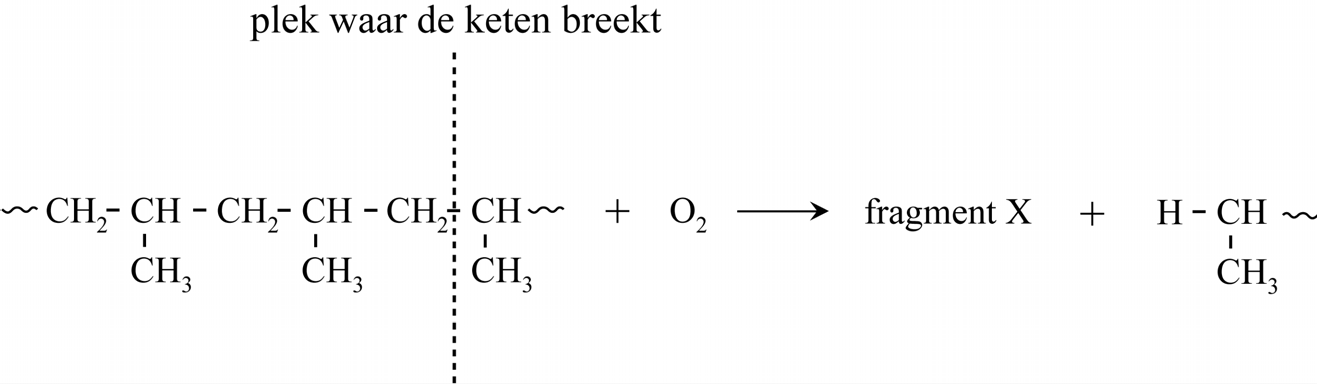 plek waar de keten breekt
~ CH₂ - CH - CH₂ - CH - CH₂ - CH ~ + O₂ ⟶ fragment X + H - CH ~
CH₃ CH₃ CH₃ CH₃